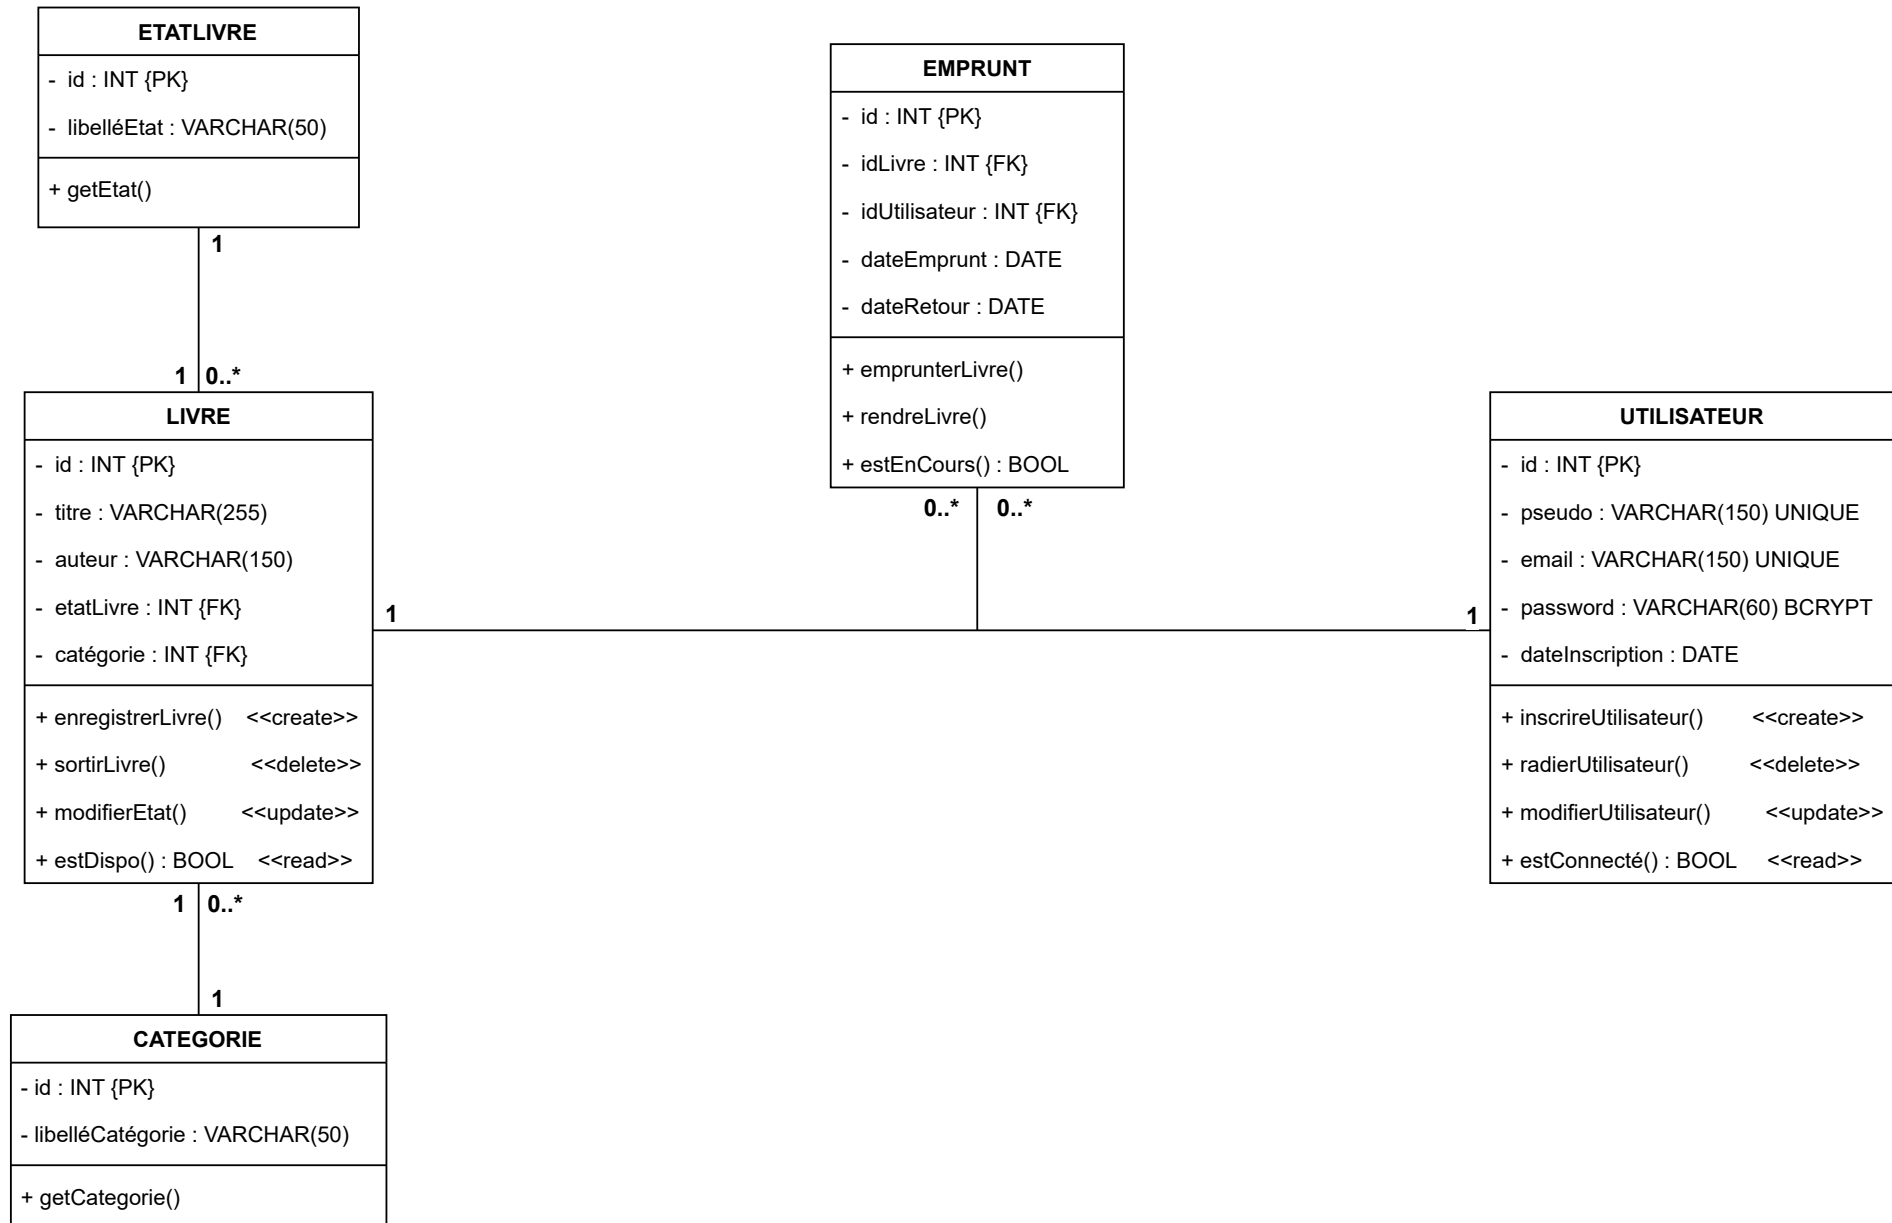 ETATLIVRE
- id : INT {PK}
- libelléEtat : VARCHAR(50)
+ getEtat()
1
1 0..*
LIVRE
- id : INT {PK}
- titre : VARCHAR(255)
- auteur : VARCHAR(150)
- etatLivre : INT {FK}
- catégorie : INT {FK}
+ enregistrerLivre() <<create>>
+ sortirLivre() <<delete>>
+ modifierEtat() <<update>>
+ estDispo() : BOOL <<read>>
1 0..*
1
CATEGORIE
- id : INT {PK}
- libelléCatégorie : VARCHAR(50)
+ getCategorie()
EMPRUNT
- id : INT {PK}
- idLivre : INT {FK}
- idUtilisateur : INT {FK}
- dateEmprunt : DATE
- dateRetour : DATE
+ emprunterLivre()
+ rendreLivre()
+ estEnCours() : BOOL
0..* 0..*
1 1
UTILISATEUR
- id : INT {PK}
- pseudo : VARCHAR(150) UNIQUE
- email : VARCHAR(150) UNIQUE
- password : VARCHAR(60) BCRYPT
- dateInscription : DATE
+ inscrireUtilisateur() <<create>>
+ radierUtilisateur() <<delete>>
+ modifierUtilisateur() <<update>>
+ estConnecté() : BOOL <<read>>